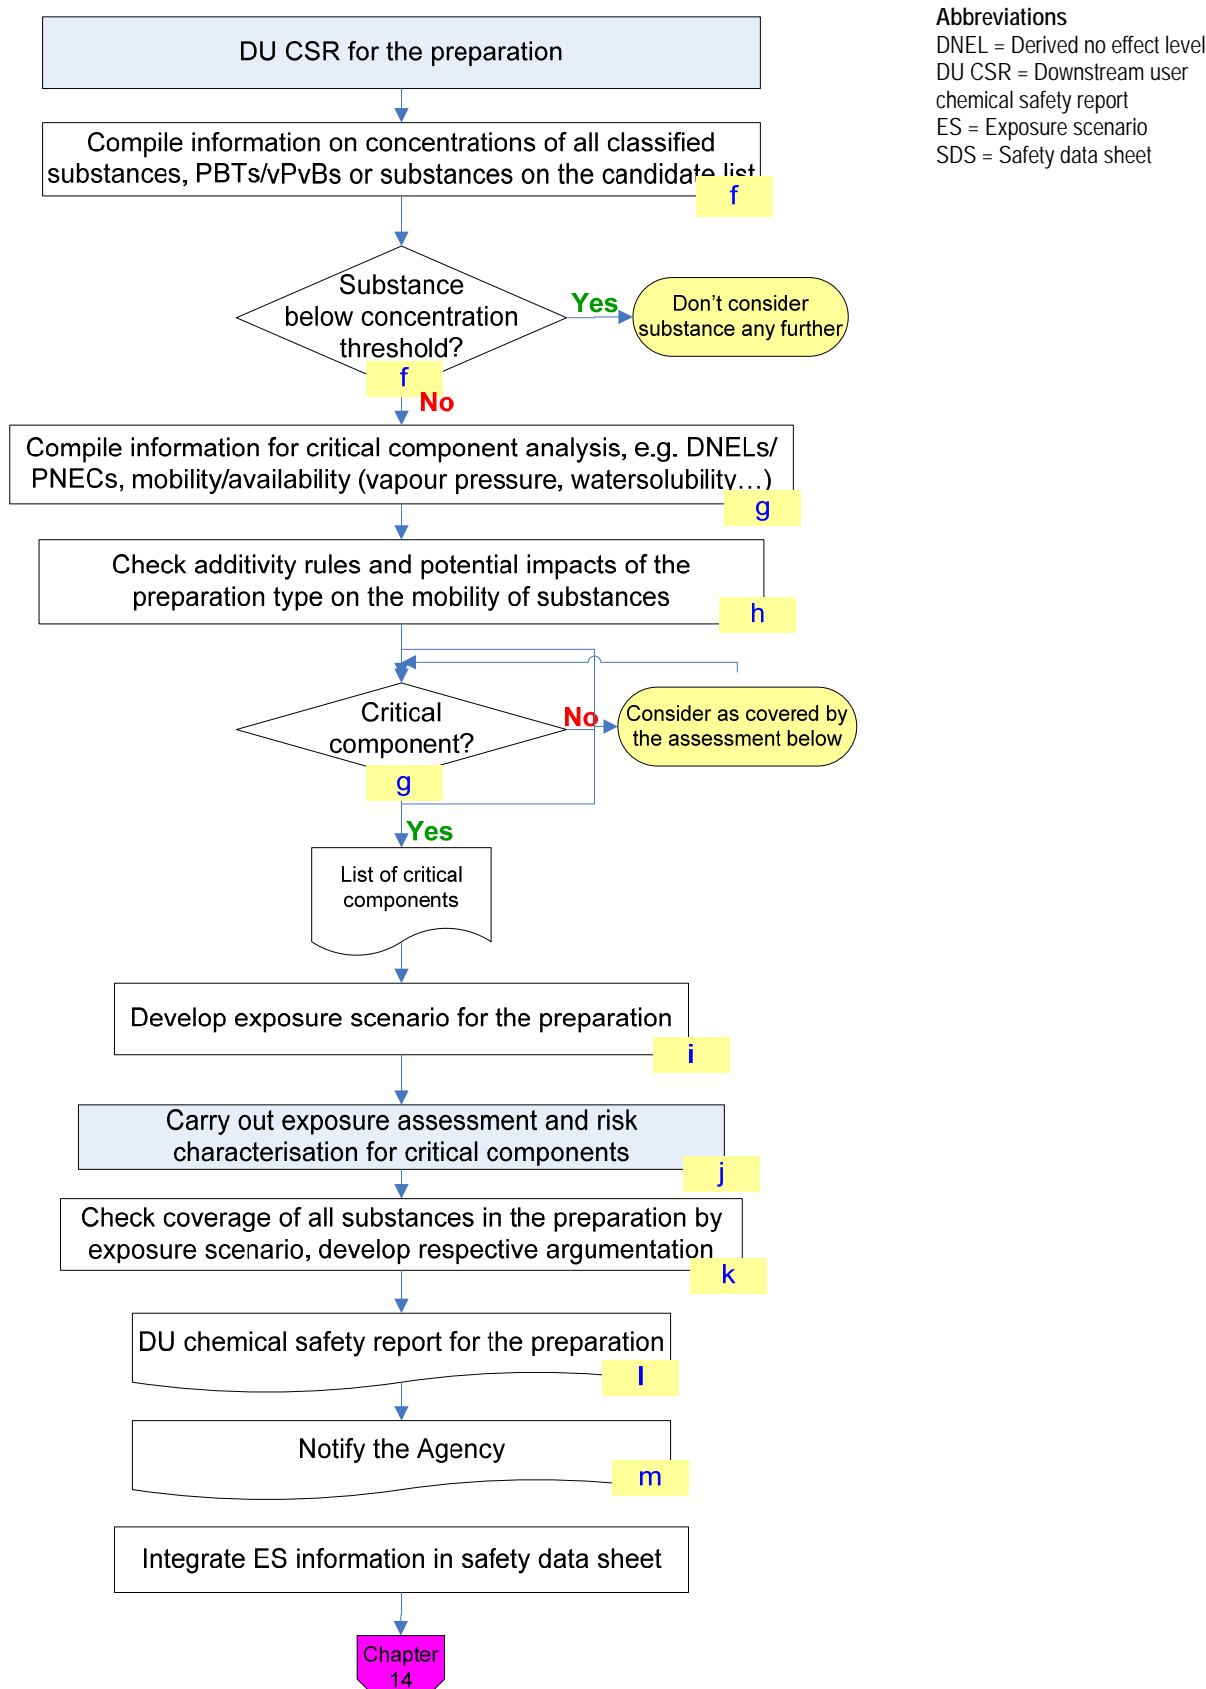 DU CSR for the preparation
Abbreviations
DNEL = Derived no effect level
DU CSR = Downstream user
chemical safety report
ES = Exposure scenario
SDS = Safety data sheet
Compile information on concentrations of all classified
substances, PBTs/vPvBs or substances on the candidate list
f
Substance
below concentration
threshold?
f
Yes
Don't consider
substance any further
No
Compile information for critical component analysis, e.g. DNELs/
PNECs, mobility/availability (vapour pressure, watersolubility…)
g
Check additivity rules and potential impacts of the
preparation type on the mobility of substances
h
Critical
component?
g
No
Consider as covered by
the assessment below
Yes
List of critical
components
Develop exposure scenario for the preparation
i
Carry out exposure assessment and risk
characterisation for critical components
j
Check coverage of all substances in the preparation by
exposure scenario, develop respective argumentation
k
DU chemical safety report for the preparation
l
Notify the Agency
m
Integrate ES information in safety data sheet
Chapter
14